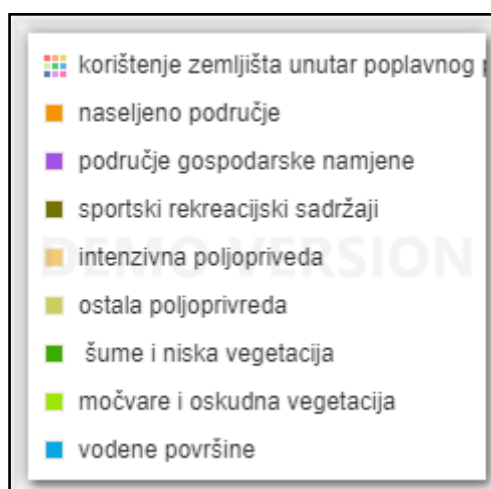 korištenje zemljišta unutar poplavnog
naseljeno područje
područje gospodarske namjene
sportski rekreacijski sadržaji
DEMO VERSION
intenzivna poljopriveda
ostala poljoprivreda
šume i niska vegetacija
močvare i oskudna vegetacija
vodene površine